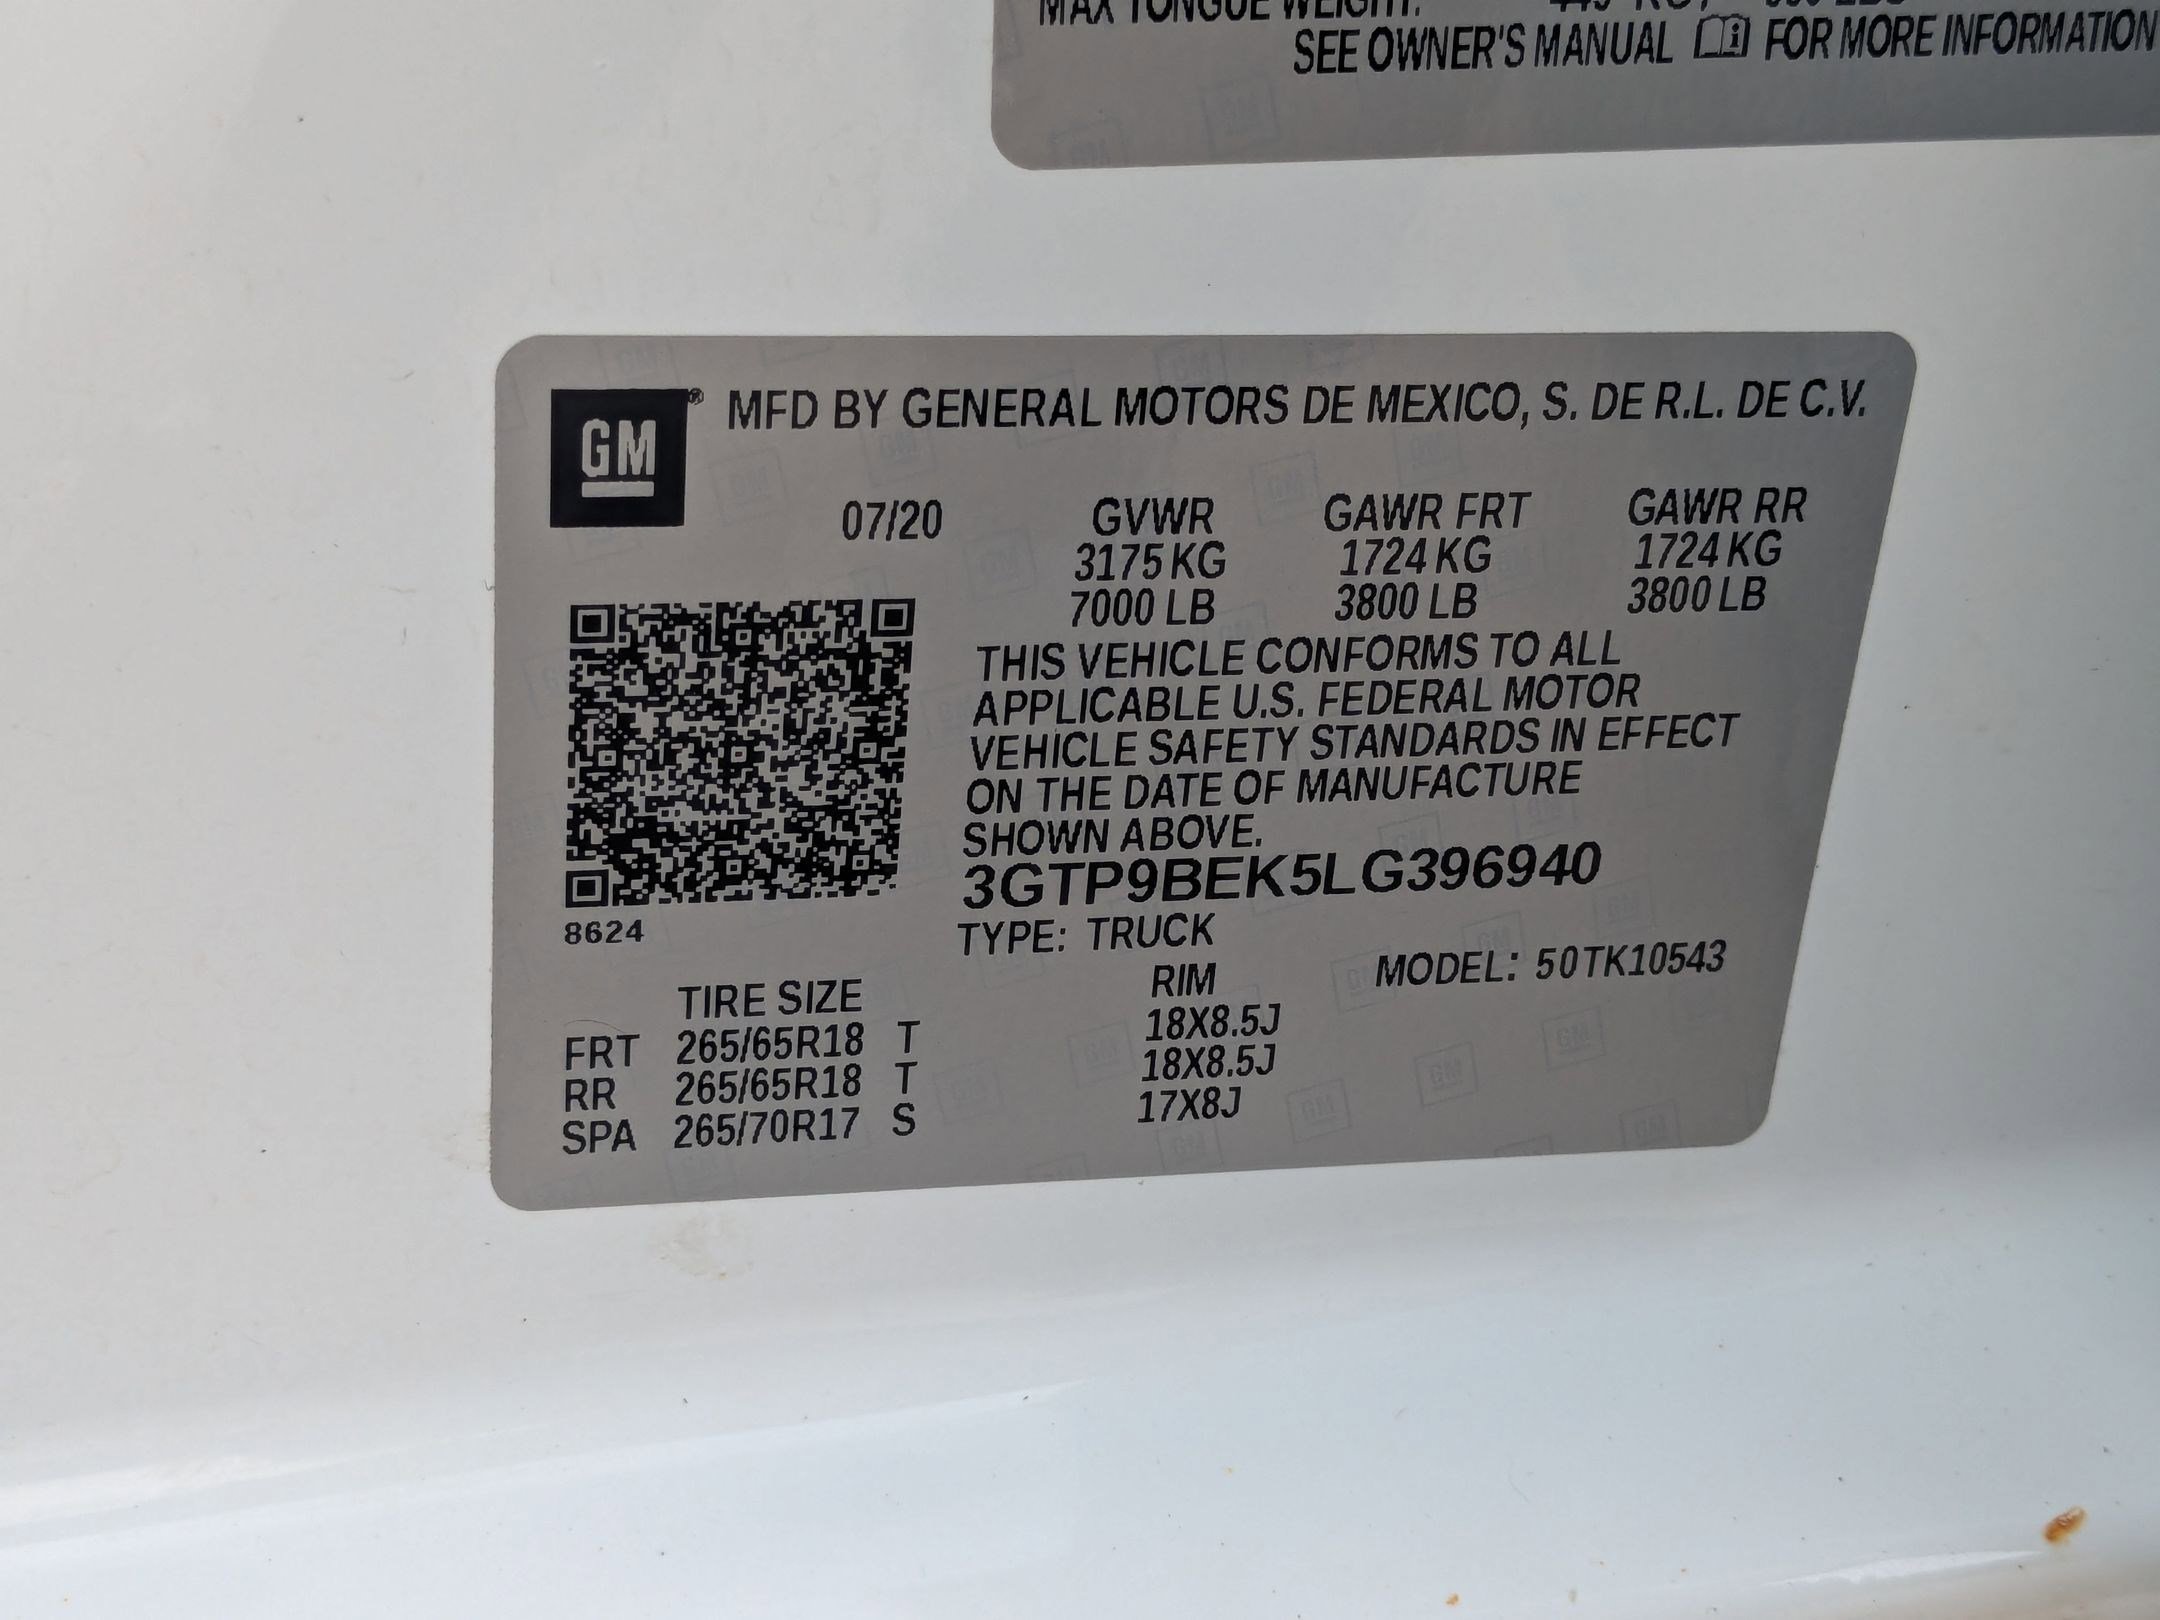 MAX TONGUE WEIGHT:
SEE OWNER'S MANUAL FOR MORE INFORMATION
GM® MFD BY GENERAL MOTORS DE MEXICO, S. DE R.L. DE C.V.
07/20 GVWR GAWR FRT GAWR RR
3175 KG 1724 KG 1724 KG
7000 LB 3800 LB 3800 LB
THIS VEHICLE CONFORMS TO ALL
APPLICABLE U.S. FEDERAL MOTOR
VEHICLE SAFETY STANDARDS IN EFFECT
ON THE DATE OF MANUFACTURE
SHOWN ABOVE.
3GTP9BEK5LG396940
8624
TYPE: TRUCK
MODEL: 50TK10543
TIRE SIZE RIM
FRT 265/65R18 T 18X8.5J
RR 265/65R18 T 18X8.5J
SPA 265/70R17 S 17X8J